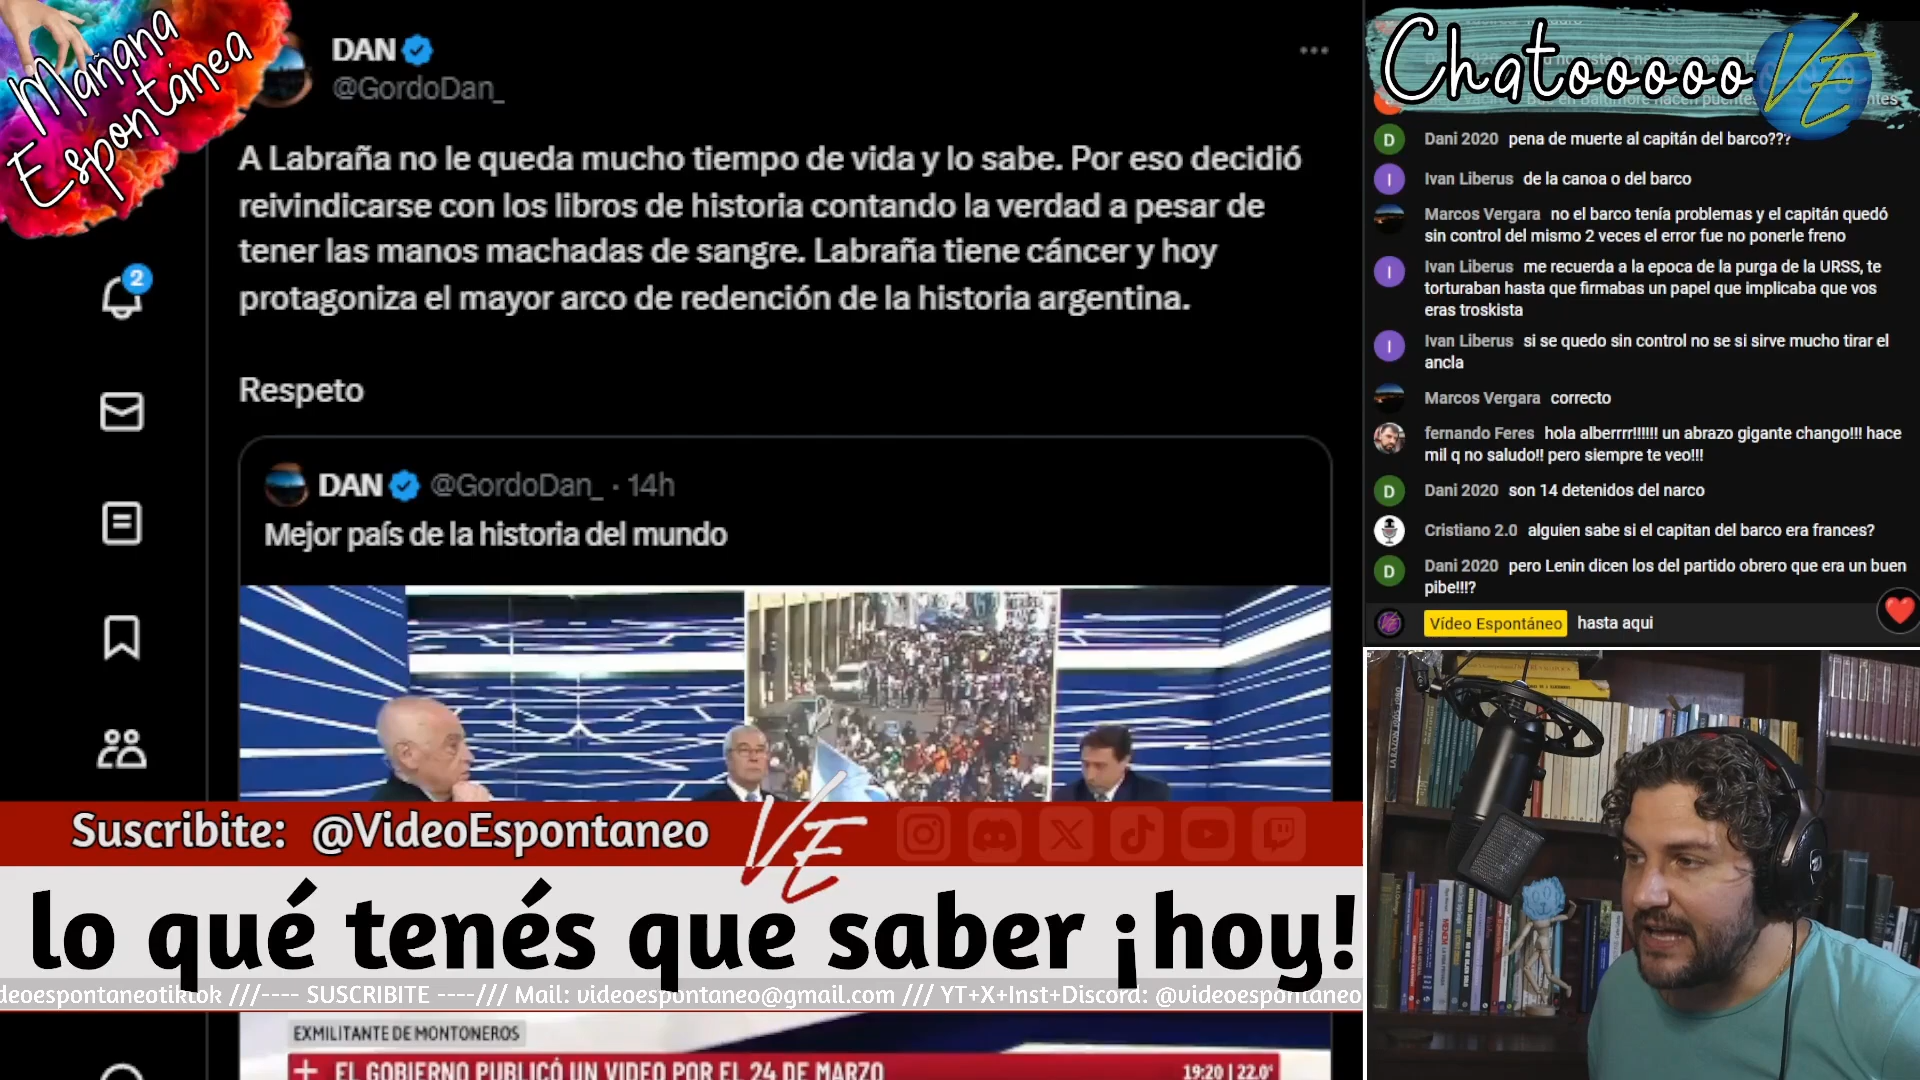 Mañana
Espontánea
DAN
@GordoDan_
A Labraña no le queda mucho tiempo de vida y lo sabe. Por eso decidió
reivindicarse con los libros de historia contando la verdad a pesar de
tener las manos machadas de sangre. Labraña tiene cáncer y hoy
protagoniza el mayor arco de redención de la historia argentina.
Respeto
2
DAN @GordoDan_ · 14h
Mejor país de la historia del mundo
Suscribite: @VideoEspontaneo
VE
lo qué tenés que saber ¡hoy!
deoespontaneotiktok ///---- SUSCRIBITE ----/// Mail: videoespontaneo@gmail.com /// YT+X+Inst+Discord: @videoespontaneo
EXMILITANTE DE MONTONEROS
EL GOBIERNO PUBLICÓ UN VIDEO POR EL 24 DE MARZO
19:20 | 22.0°
Chatooooo VE
D Dani 2020 pena de muerte al capitán del barco???
I Ivan Liberus de la canoa o del barco
Marcos Vergara no el barco tenía problemas y el capitán quedó
sin control del mismo 2 veces el error fue no ponerle freno
I Ivan Liberus me recuerda a la epoca de la purga de la URSS, te
torturaban hasta que firmabas un papel que implicaba que vos
eras troskista
I Ivan Liberus si se quedo sin control no se si sirve mucho tirar el
ancla
Marcos Vergara correcto
fernando Feres hola alberrrr!!!!!! un abrazo gigante chango!!! hace
mil q no saludo!! pero siempre te veo!!!
D Dani 2020 son 14 detenidos del narco
Cristiano 2.0 alguien sabe si el capitan del barco era frances?
D Dani 2020 pero Lenin dicen los del partido obrero que era un buen
pibe!!!?
VE Vídeo Espontáneo hasta aqui